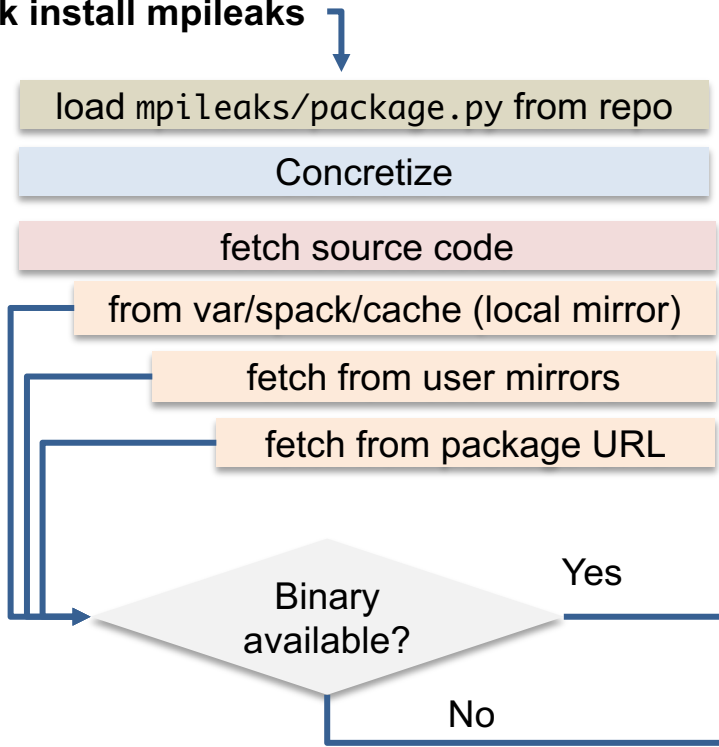 k install mpileaks
load mpileaks/package.py from repo
Concretize
fetch source code
from var/spack/cache (local mirror)
fetch from user mirrors
fetch from package URL
Binary
available?
Yes
No